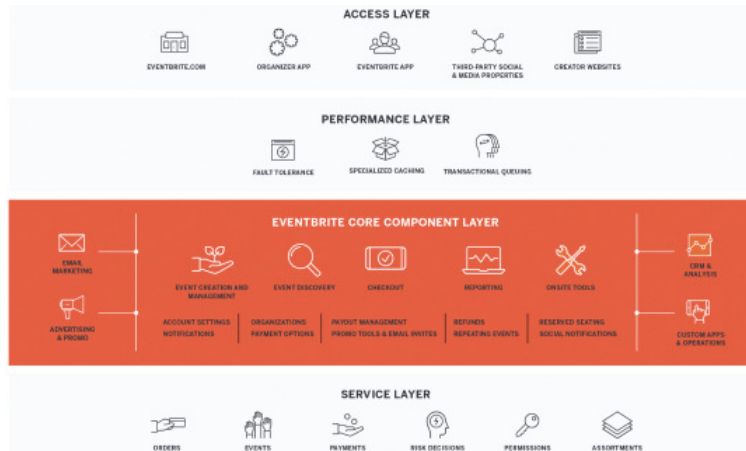 ACCESS LAYER
EVENTBRITE.COM
ORGANIZER APP
EVENTBRITE APP
THIRD-PARTY SOCIAL
& MEDIA PROPERTIES
CREATOR WEBSITES
PERFORMANCE LAYER
FAULT TOLERANCE
SPECIALIZED CACHING
TRANSACTIONAL QUEUING
EVENTBRITE CORE COMPONENT LAYER
EMAIL
MARKETING
ADVERTISING
& PROMO
EVENT CREATION AND
MANAGEMENT
EVENT DISCOVERY
CHECKOUT
REPORTING
ONSITE TOOLS
ACCOUNT SETTINGS
NOTIFICATIONS
ORGANIZATIONS
PAYMENT OPTIONS
PAYOUT MANAGEMENT
PROMO TOOLS & EMAIL INVITES
REFUNDS
REPEATING EVENTS
RESERVED SEATING
SOCIAL NOTIFICATIONS
CRM &
ANALYSIS
CUSTOM APPS
& OPERATIONS
SERVICE LAYER
ORDERS
EVENTS
PAYMENTS
RISK DECISIONS
PERMISSIONS
ASSORTMENTS